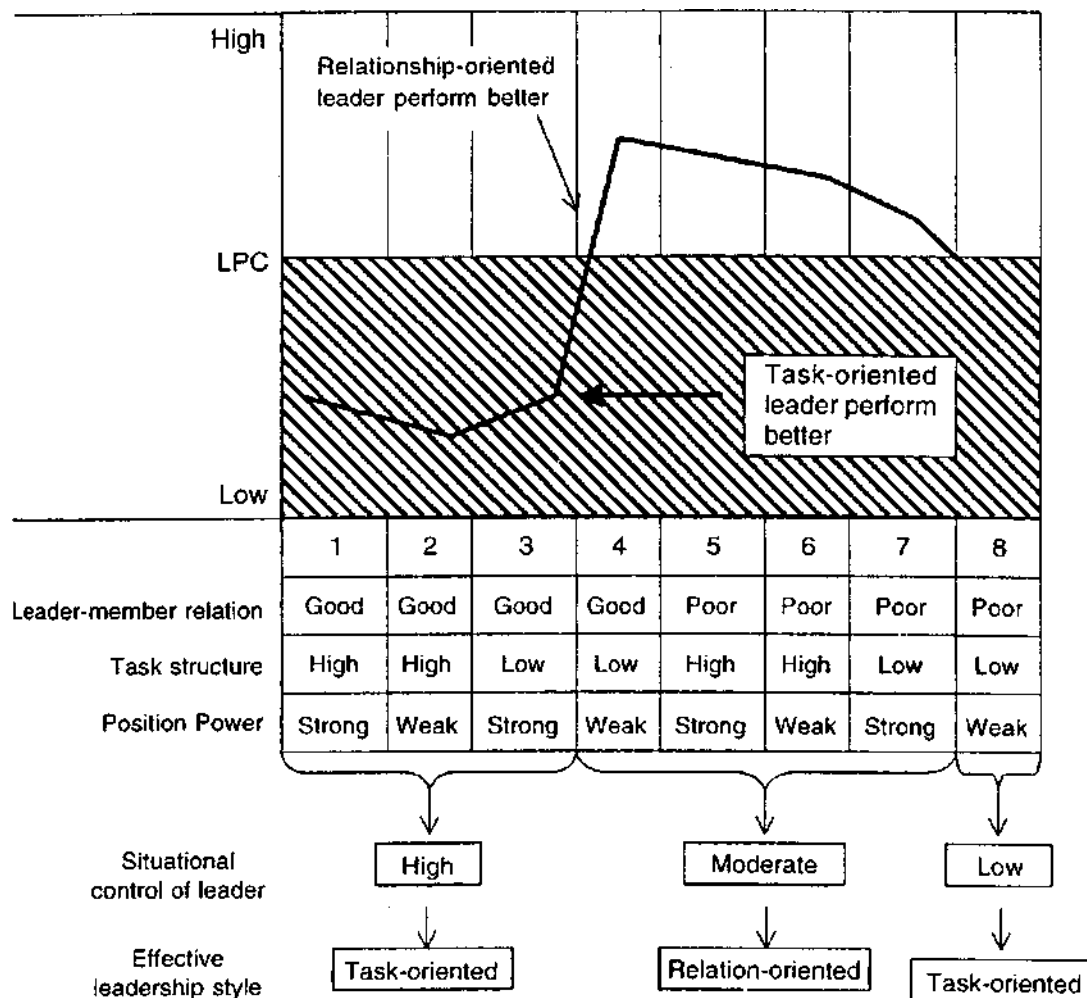 High
Relationship-oriented
leader perform better
LPC
Task-oriented
leader perform
better
Low
1 2 3 4 5 6 7 8
Leader-member relation Good Good Good Good Poor Poor Poor Poor
Task structure High High Low Low High High Low Low
Position Power Strong Weak Strong Weak Strong Weak Strong Weak
Situational
control of leader
High Moderate Low
Effective
leadership style
Task-oriented Relation-oriented Task-oriented